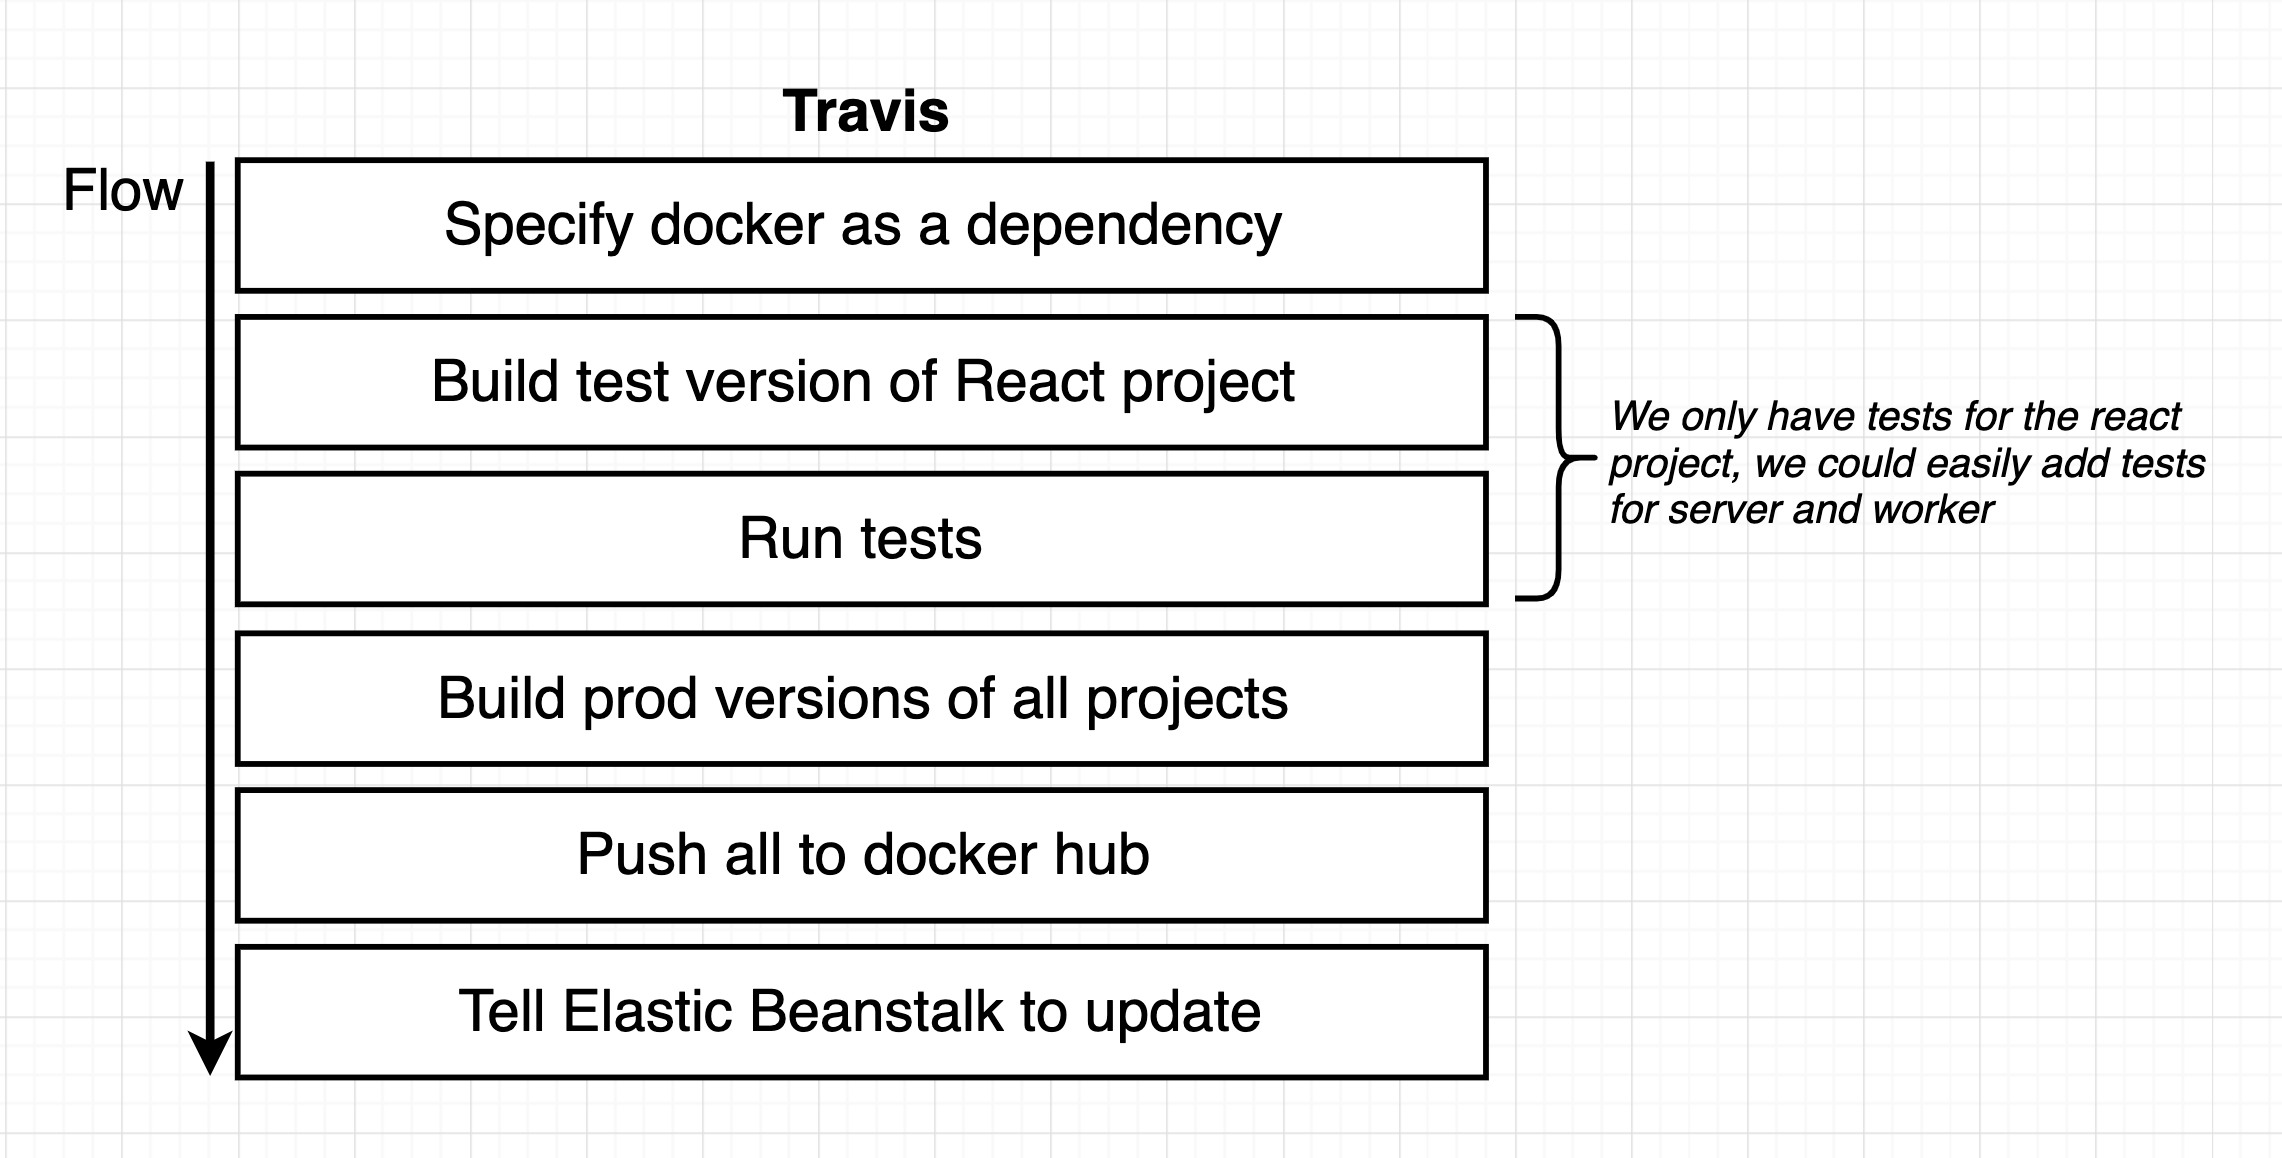 Travis
Flow
Specify docker as a dependency
Build test version of React project
We only have tests for the react
project, we could easily add tests
for server and worker
Run tests
Build prod versions of all projects
Push all to docker hub
Tell Elastic Beanstalk to update